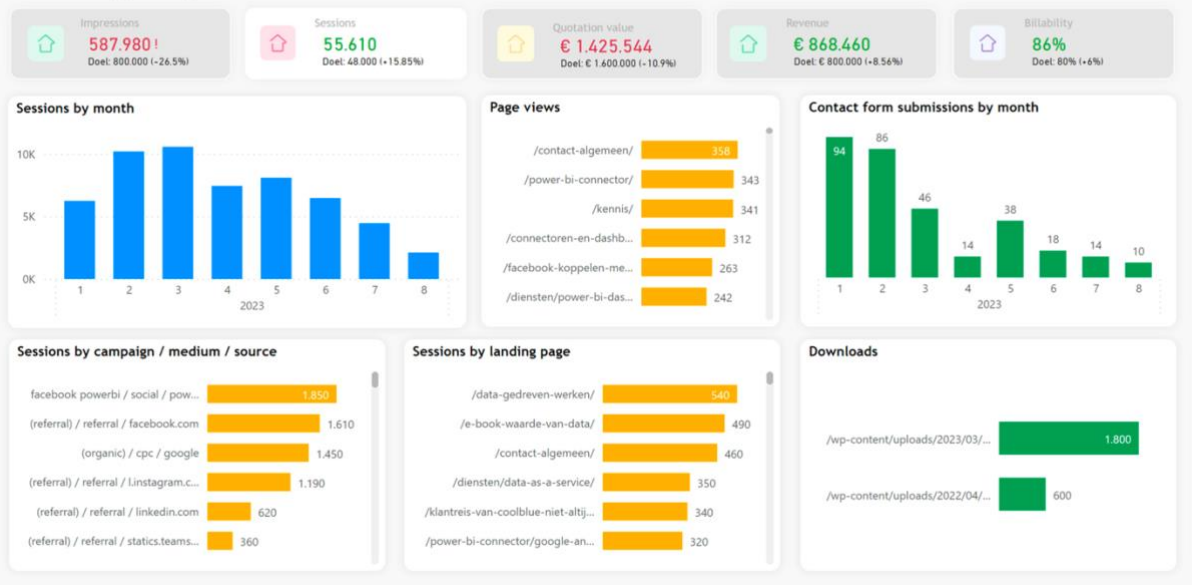 Impressions
587.980!
Doel: 800.000 (-26.5%)
Sessions
55.610
Doel: 48.000 (+15.85%)
Quotation value
€ 1.425.544
Doel: € 1.600.000 (-10.9%)
Revenue
€ 868.460
Doel: € 800.000 (+8.56%)
Billability
86%
Doel: 80% (+6%)
Sessions by month
10K
5K
0K
1 2 3 4 5 6 7 8
2023
Page views
/contact-algemeen/ 358
/power-bi-connector/ 343
/kennis/ 341
/connectoren-en-dashb... 312
/facebook-koppelen-me... 263
/diensten/power-bi-das... 242
Contact form submissions by month
94 86 46 14 38 18 14 10
1 2 3 4 5 6 7 8
2023
Sessions by campaign / medium / source
facebook powerbi / social / pow... 1.850
(referral) / referral / facebook.com 1.610
(organic) / cpc / google 1.450
(referral) / referral / l.instagram.c... 1.190
(referral) / referral / linkedin.com 620
(referral) / referral / statics.teams... 360
Sessions by landing page
/data-gedreven-werken/ 540
/e-book-waarde-van-data/ 490
/contact-algemeen/ 460
/diensten/data-as-a-service/ 350
/klantreis-van-coolblue-niet-altij... 340
/power-bi-connector/google-an... 320
Downloads
/wp-content/uploads/2023/03/... 1.800
/wp-content/uploads/2022/04/... 600